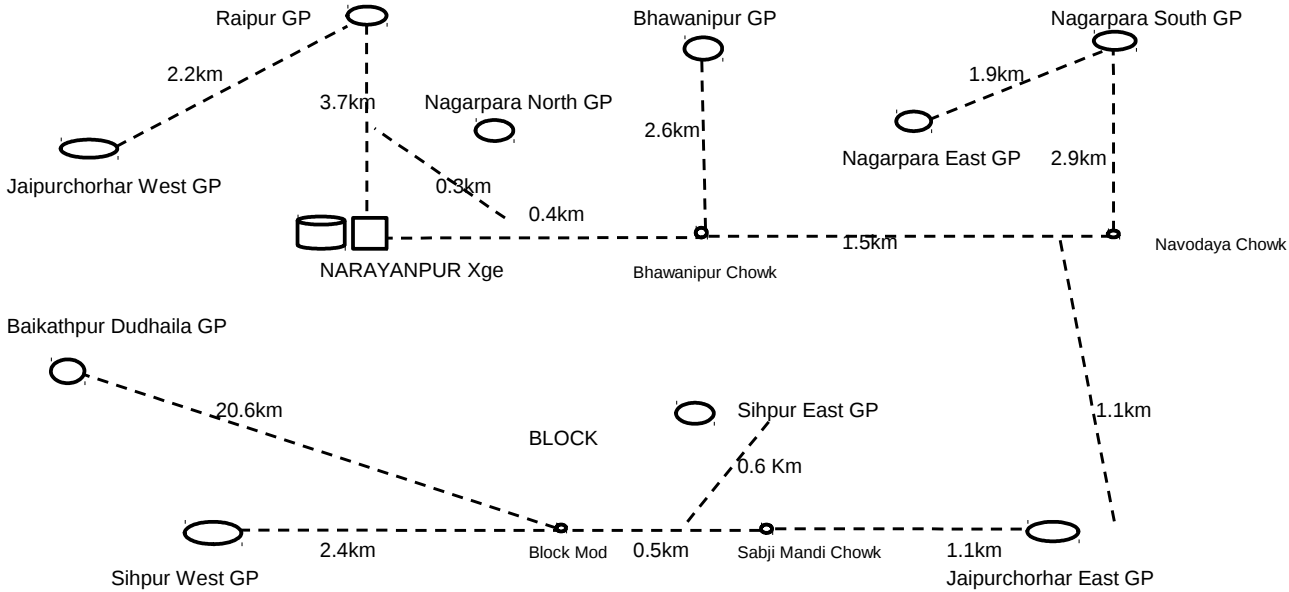 Raipur GP
Bhawanipur GP
Nagarpara South GP
2.2km
1.9km
3.7km
Nagarpara North GP
2.6km
Nagarpara East GP
2.9km
Jaipurchorhar West GP
0.3km
0.4km
1.5km
Navodaya Chowk
NARAYANPUR Xge
Bhawanipur Chowk
Baikathpur Dudhaila GP
20.6km
Sihpur East GP
1.1km
BLOCK
0.6 Km
2.4km
Block Mod
0.5km
Sabji Mandi Chowk
1.1km
Sihpur West GP
Jaipurchorhar East GP